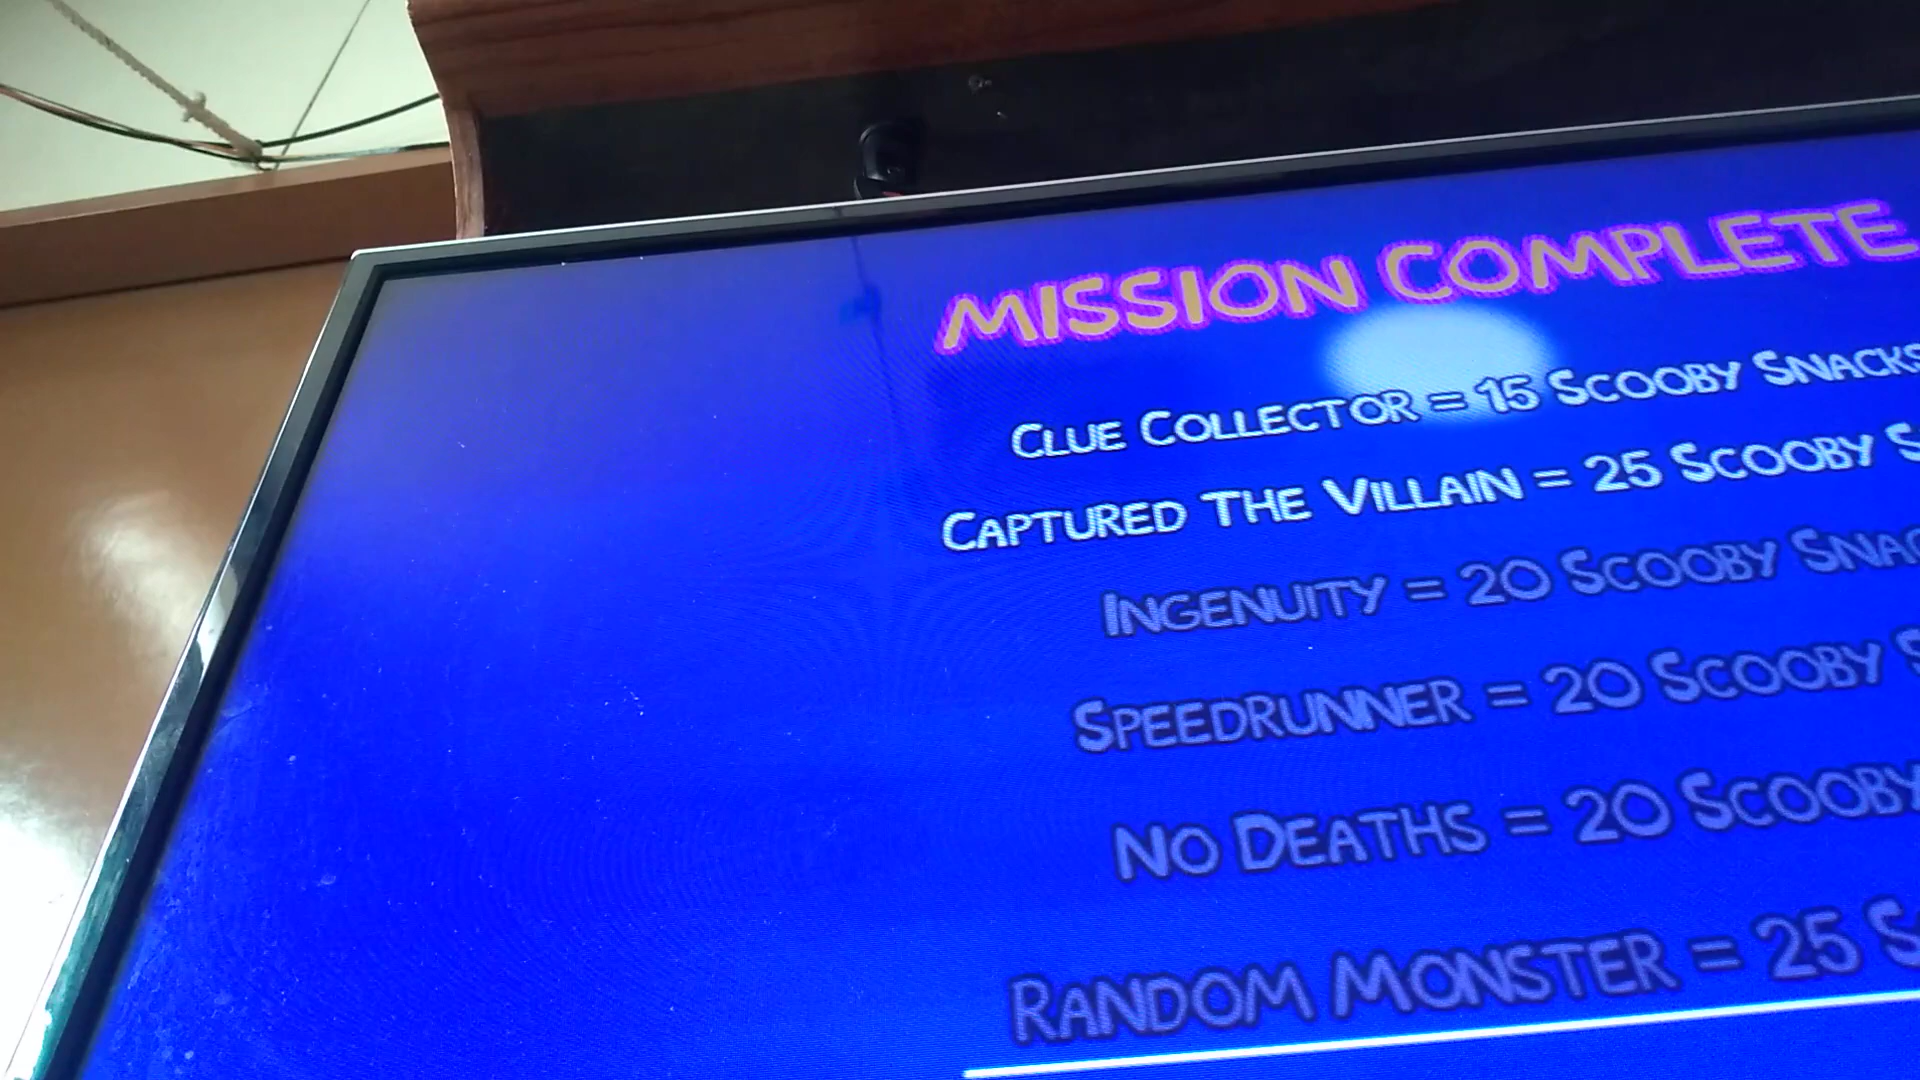 MISSION COMPLETE
CLUE COLLECTOR = 15 SCOOBY SNACKS
CAPTURED THE VILLAIN = 25 SCOOBY
INGENUITY = 20 SCOOBY
SPEEDRUNNER = 20 SCOOBY
NO DEATHS = 20 SCOOBY
RANDOM MONSTER = 25